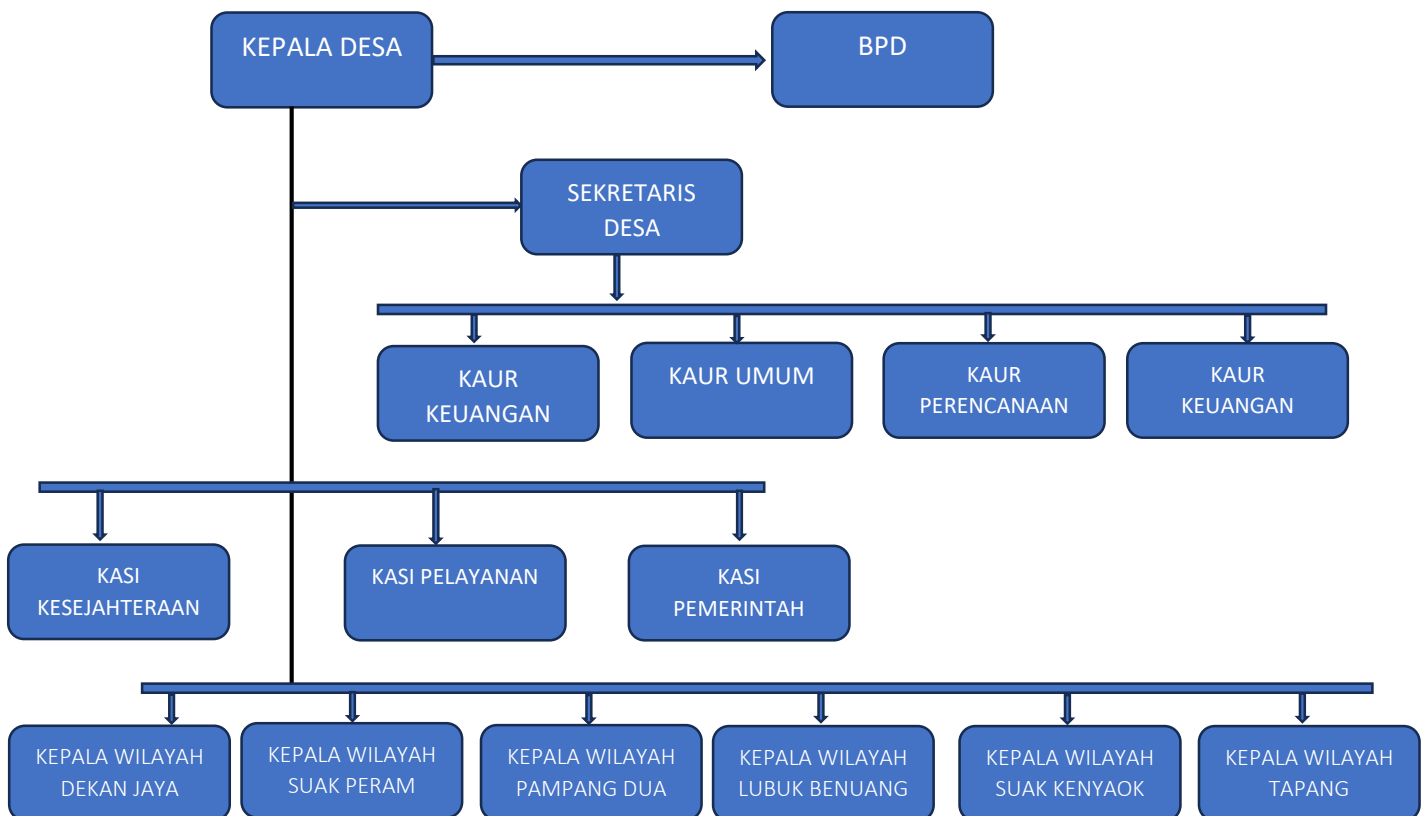 KEPALA DESA
BPD
SEKRETARIS
DESA
KAUR
KEUANGAN
KAUR UMUM
KAUR
PERENCANAAN
KAUR
KEUANGAN
KASI
KESEJAHTERAAN
KASI PELAYANAN
KASI
PEMERINTAH
KEPALA WILAYAH
DEKAN JAYA
KEPALA WILAYAH
SUAK PERAM
KEPALA WILAYAH
PAMPANG DUA
KEPALA WILAYAH
LUBUK BENUANG
KEPALA WILAYAH
SUAK KENYAOK
KEPALA WILAYAH
TAPANG